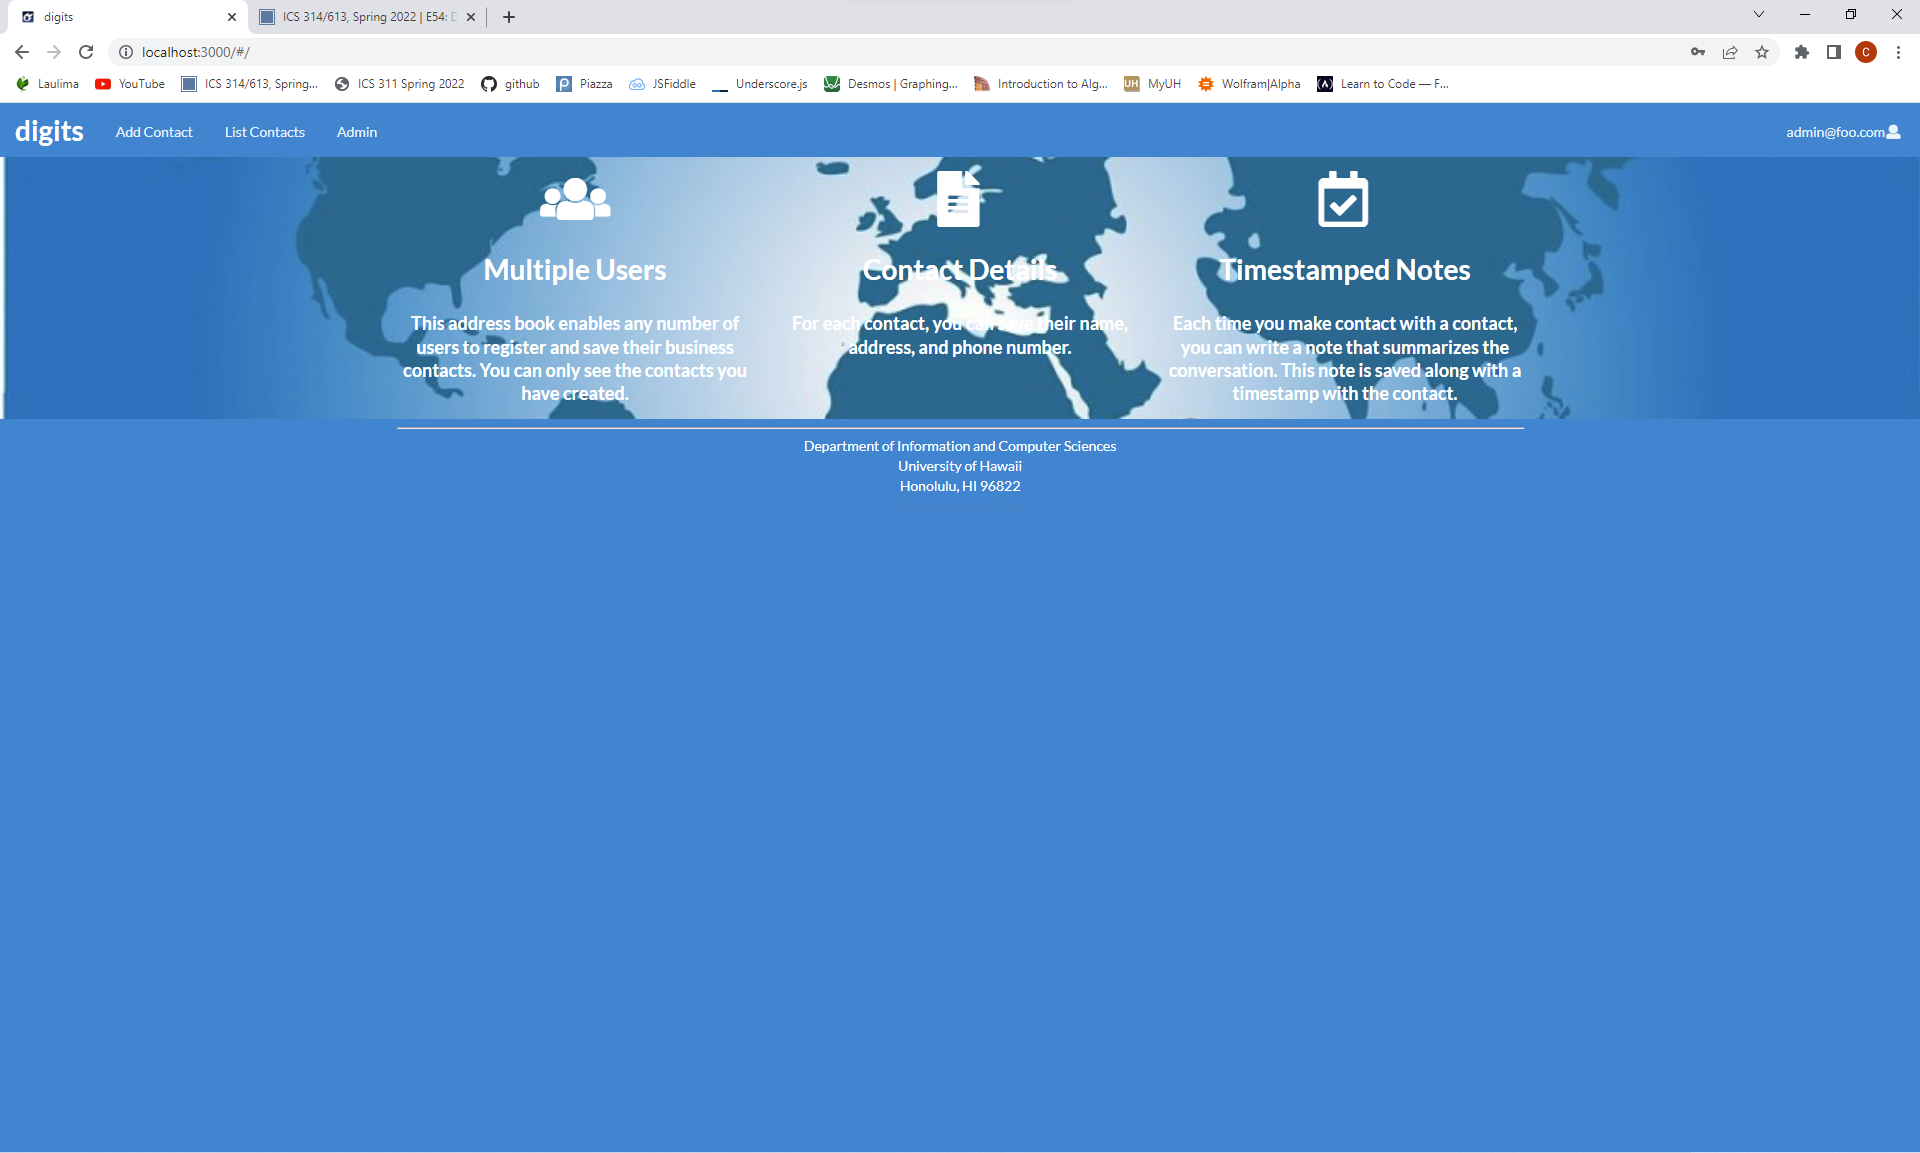 digits
ICS 314/613, Spring 2022 | E54: D
localhost:3000/#/
Laulima
YouTube
ICS 314/613, Spring...
ICS 311 Spring 2022
github
Piazza
JSFiddle
Underscore.js
Desmos | Graphing...
Introduction to Alg...
UH
MyUH
Wolfram|Alpha
Learn to Code — F...
C
digits
Add Contact
List Contacts
Admin
admin@foo.com
Multiple Users
This address book enables any number of
users to register and save their business
contacts. You can only see the contacts you
have created.
Contact Details
For each contact, you can save their name,
address, and phone number.
Timestamped Notes
Each time you make contact with a contact,
you can write a note that summarizes the
conversation. This note is saved along with a
timestamp with the contact.
Department of Information and Computer Sciences
University of Hawaii
Honolulu, HI 96822